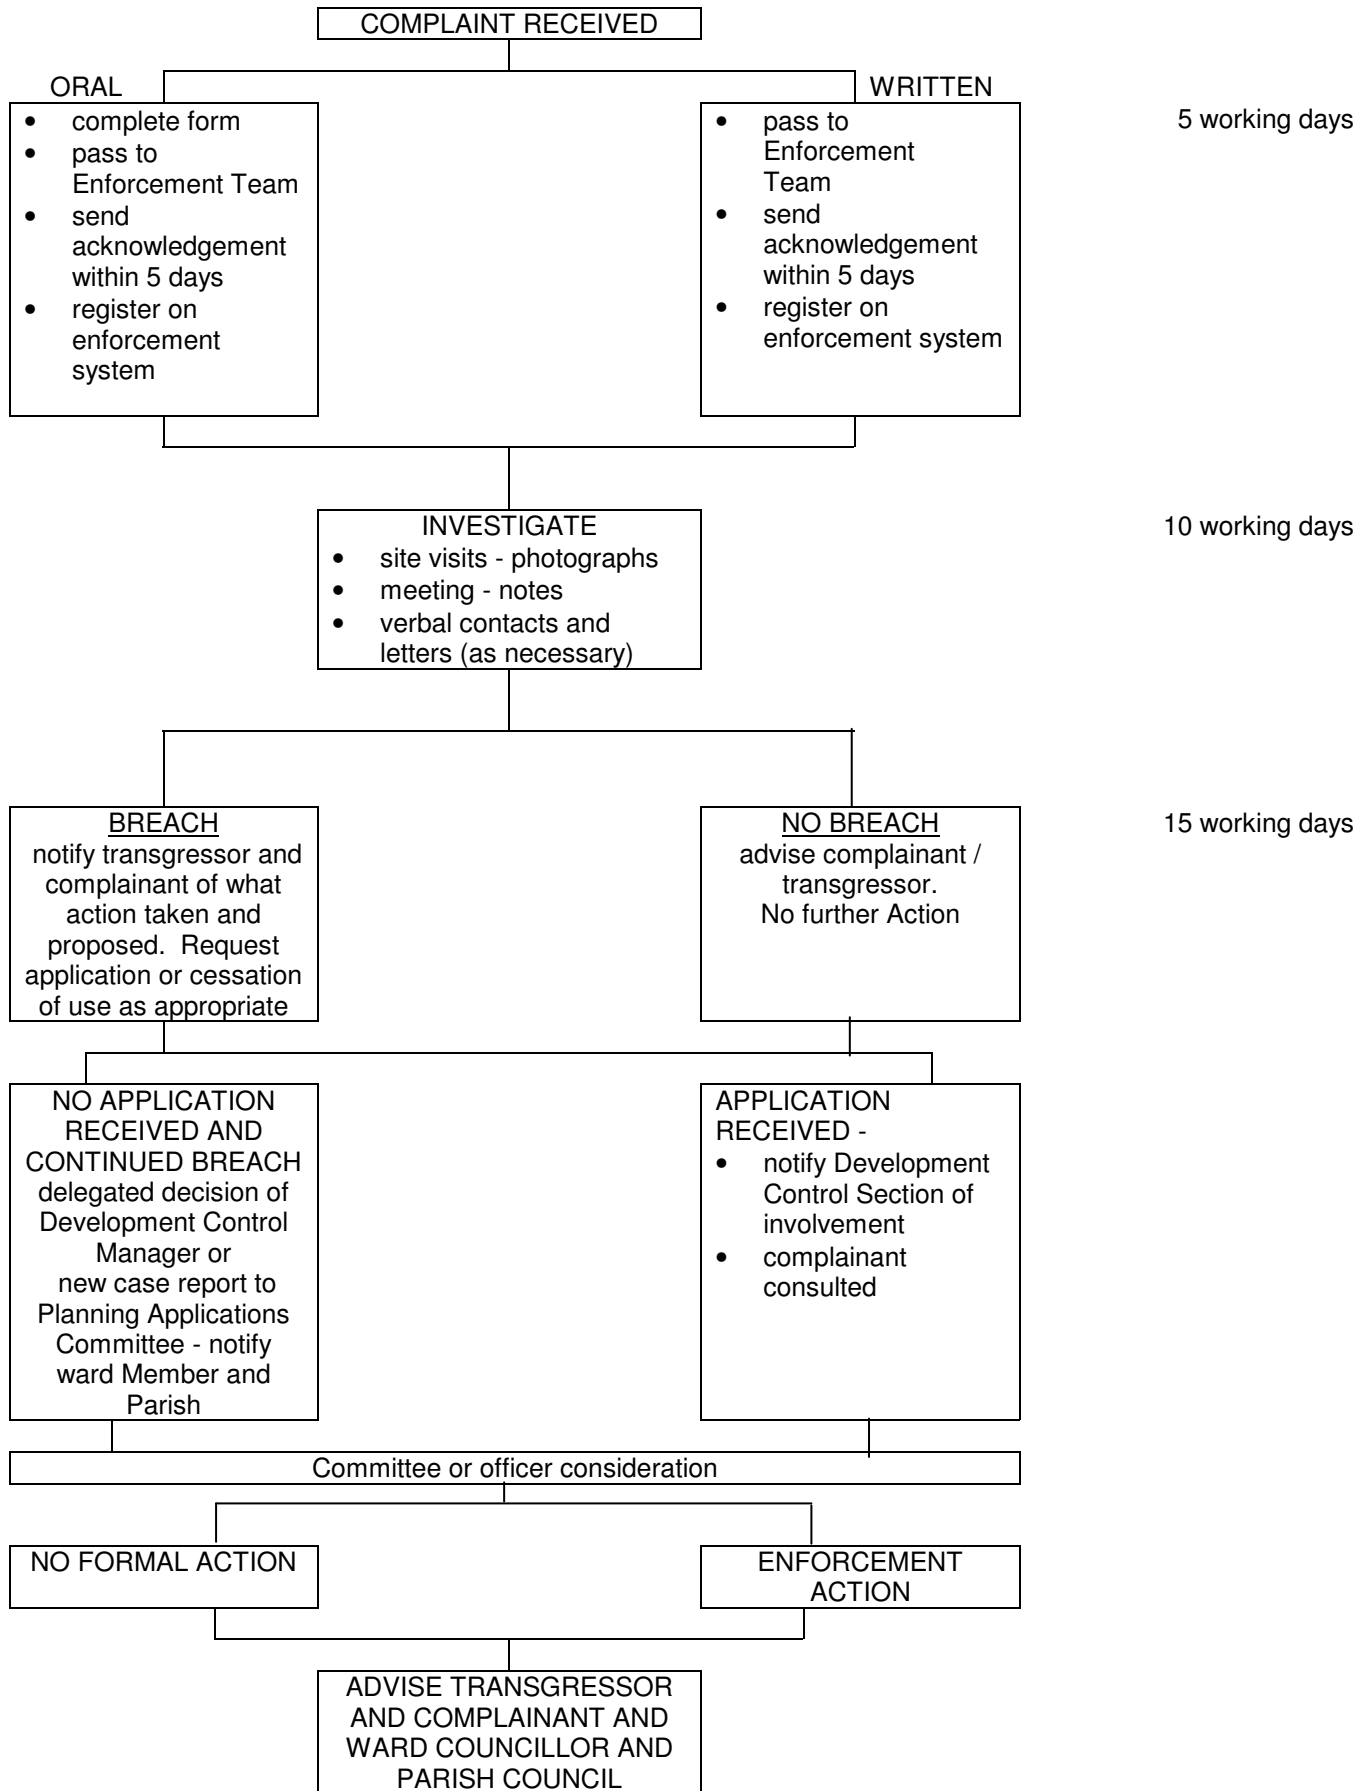 COMPLAINT RECEIVED
ORAL
• complete form
• pass to
Enforcement Team
• send
acknowledgement
within 5 days
• register on
enforcement
system
WRITTEN
• pass to
Enforcement
Team
• send
acknowledgement
within 5 days
• register on
enforcement system
5 working days
INVESTIGATE
• site visits - photographs
• meeting - notes
• verbal contacts and
letters (as necessary)
10 working days
BREACH
notify transgressor and
complainant of what
action taken and
proposed. Request
application or cessation
of use as appropriate
NO BREACH
advise complainant /
transgressor.
No further Action
15 working days
NO APPLICATION
RECEIVED AND
CONTINUED BREACH
delegated decision of
Development Control
Manager or
new case report to
Planning Applications
Committee - notify
ward Member and
Parish
APPLICATION
RECEIVED -
• notify Development
Control Section of
involvement
• complainant
consulted
Committee or officer consideration
NO FORMAL ACTION
ENFORCEMENT
ACTION
ADVISE TRANSGRESSOR
AND COMPLAINANT AND
WARD COUNCILLOR AND
PARISH COUNCIL